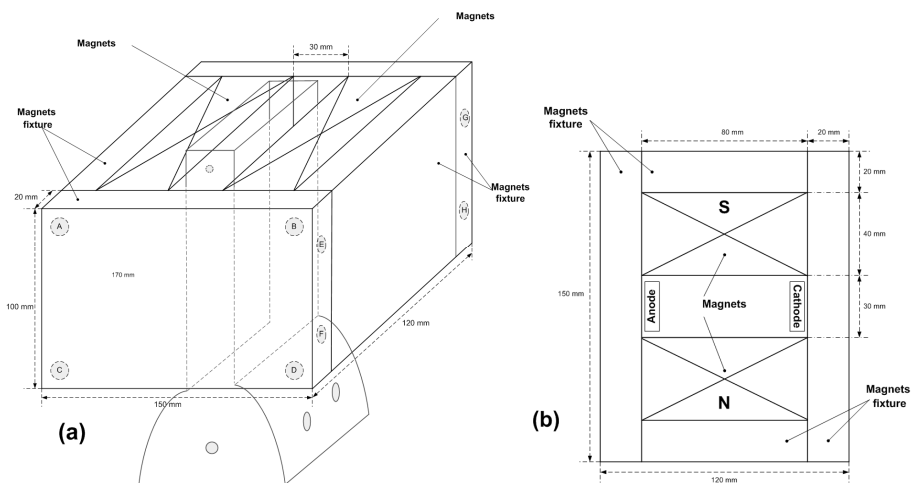 Magnets
30 mm
Magnets
Magnets
fixture
G
20 mm
H
Magnets
fixture
A
B
E
170 mm
100 mm
F
120 mm
C
D
150 mm
(a)
Magnets
fixture
80 mm
20 mm
20 mm
S
40 mm
150 mm
Magnets
Anode
Cathode
30 mm
N
Magnets
fixture
120 mm
(b)